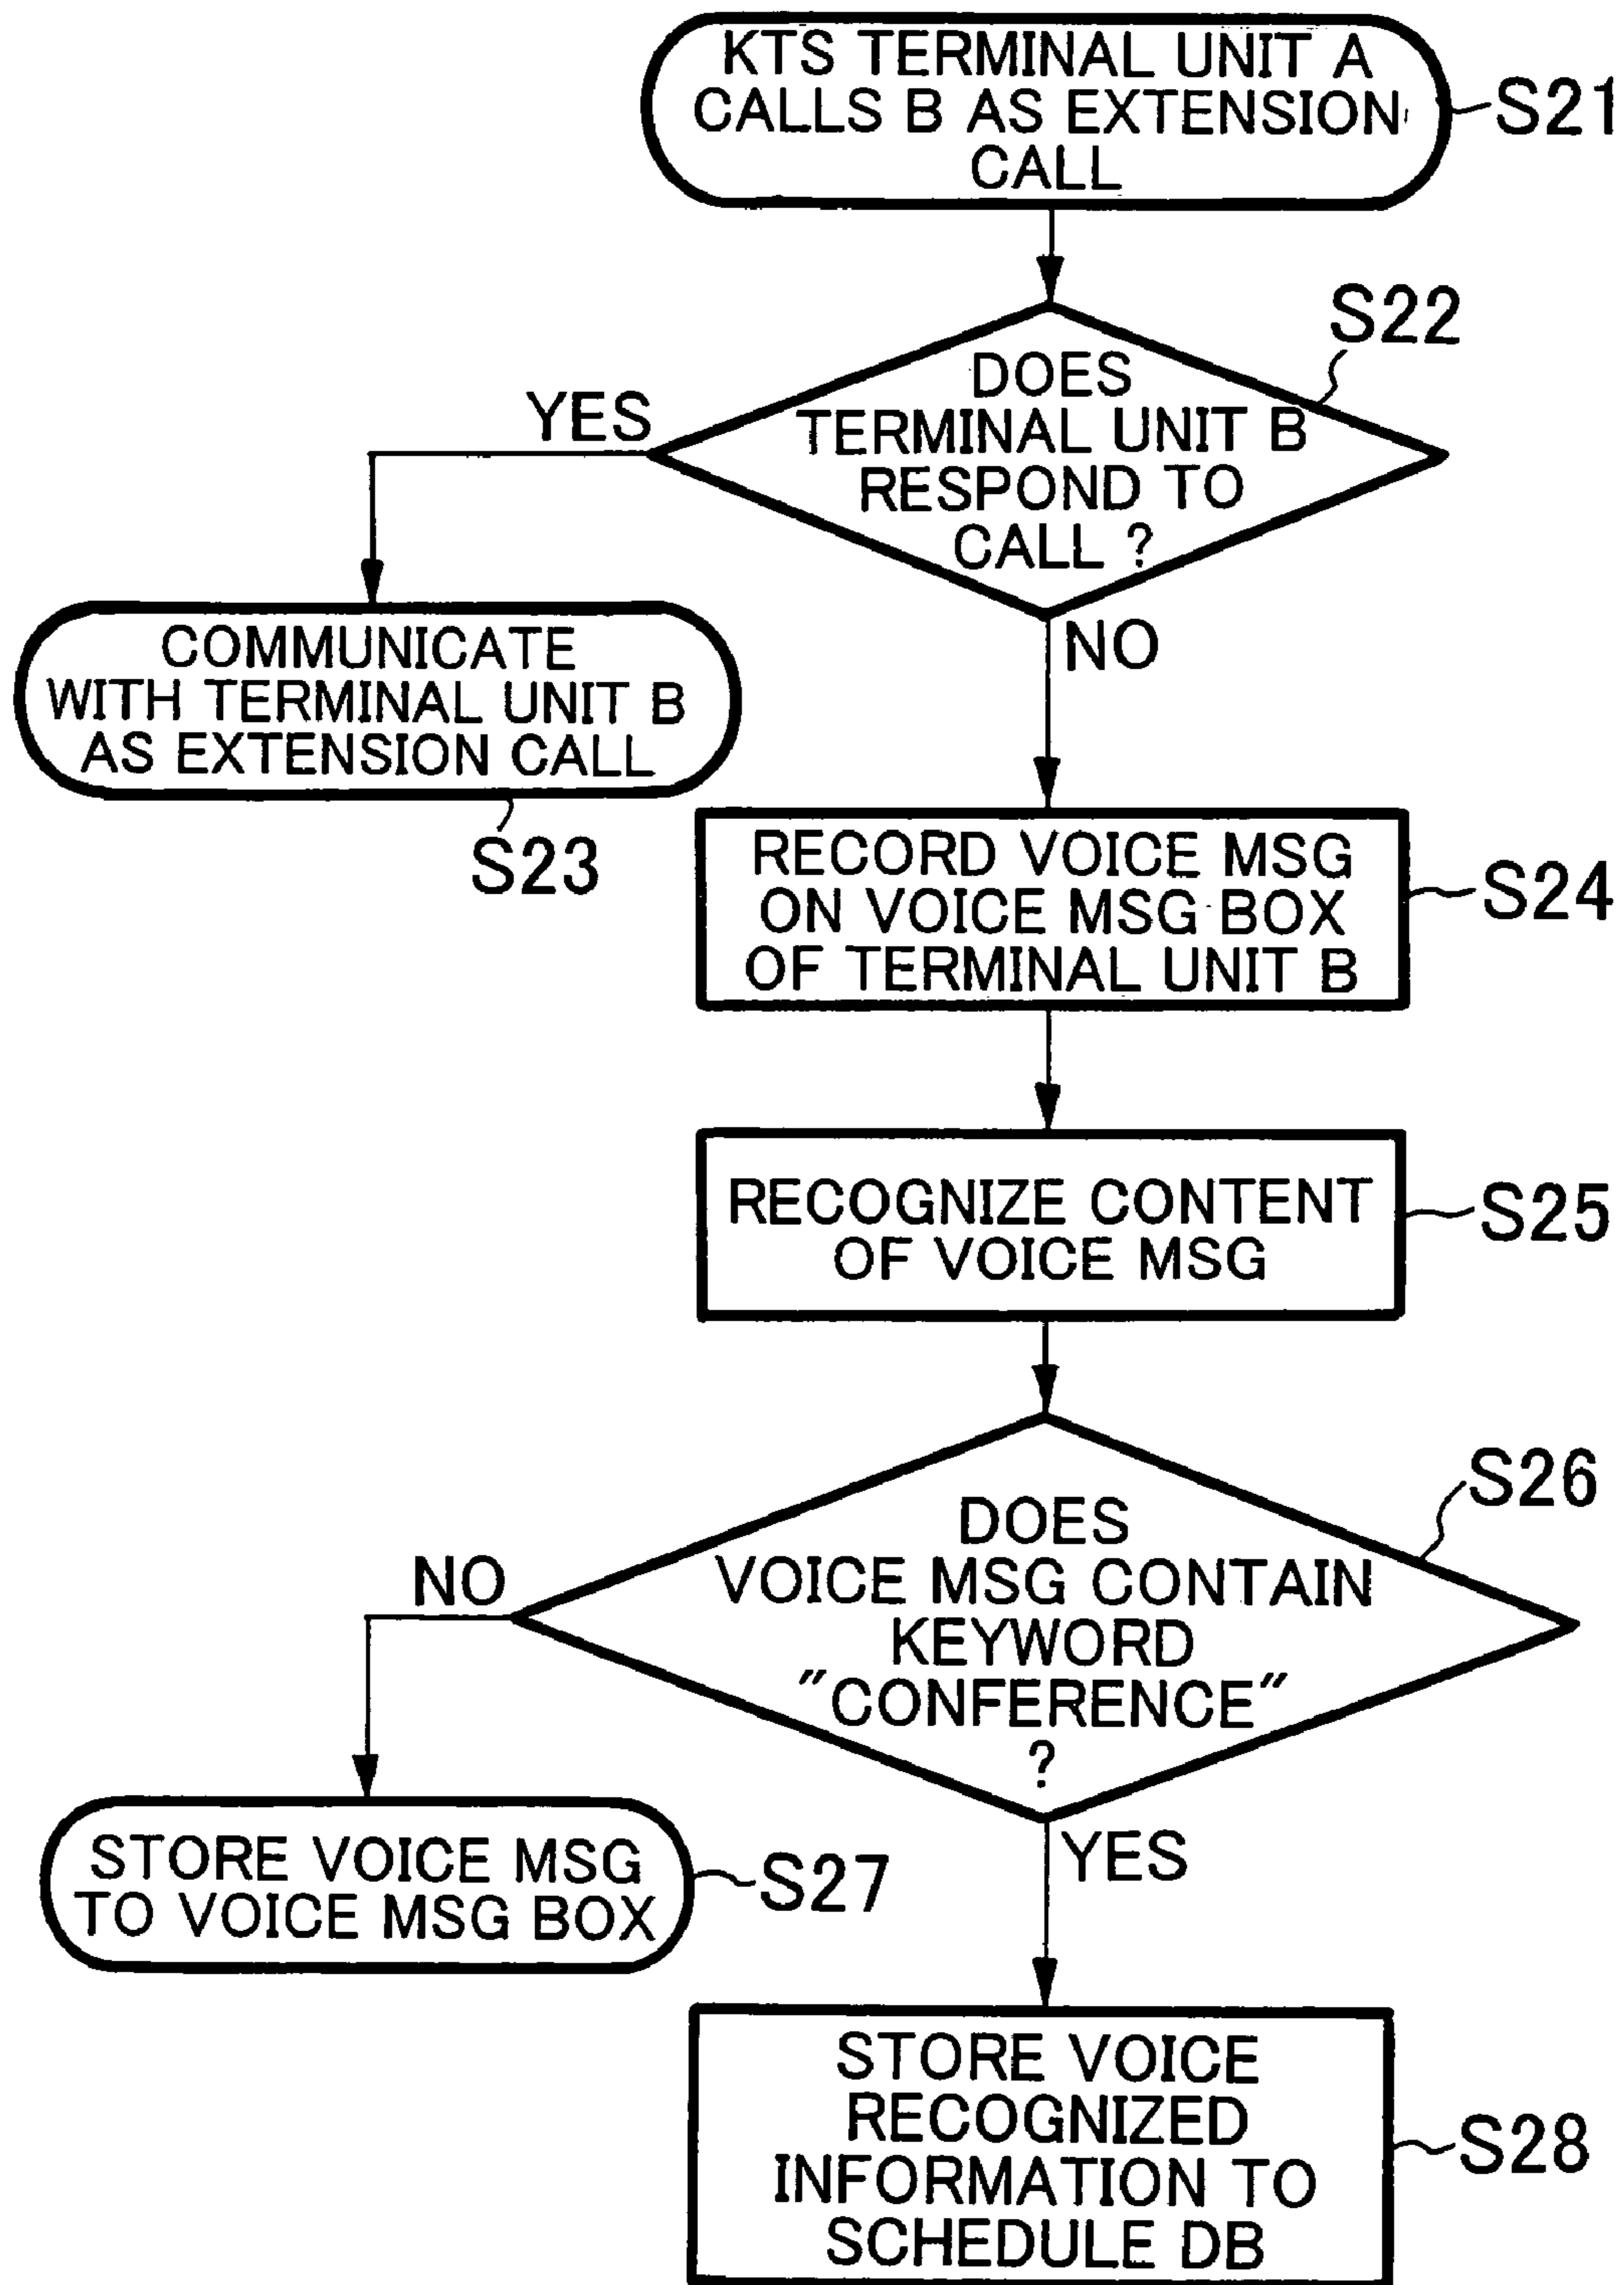 KTS TERMINAL UNIT A
CALLS B AS EXTENSION
CALL
S21
S22
DOES
TERMINAL UNIT B
RESPOND TO
CALL ?
YES
NO
COMMUNICATE
WITH TERMINAL UNIT B
AS EXTENSION CALL
S23
RECORD VOICE MSG
ON VOICE MSG BOX
OF TERMINAL UNIT B
S24
RECOGNIZE CONTENT
OF VOICE MSG
S25
S26
DOES
VOICE MSG CONTAIN
KEYWORD
"CONFERENCE"
?
NO
YES
STORE VOICE MSG
TO VOICE MSG BOX
S27
STORE VOICE
RECOGNIZED
INFORMATION TO
SCHEDULE DB
S28